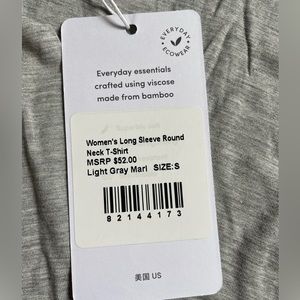 EVERYDAY
ECOWEAR
Everyday essentials
crafted using viscose
made from bamboo
Women's Long Sleeve Round
Neck T-Shirt
MSRP $52.00
Light Gray Marl SIZE:S
82144173
美国 US